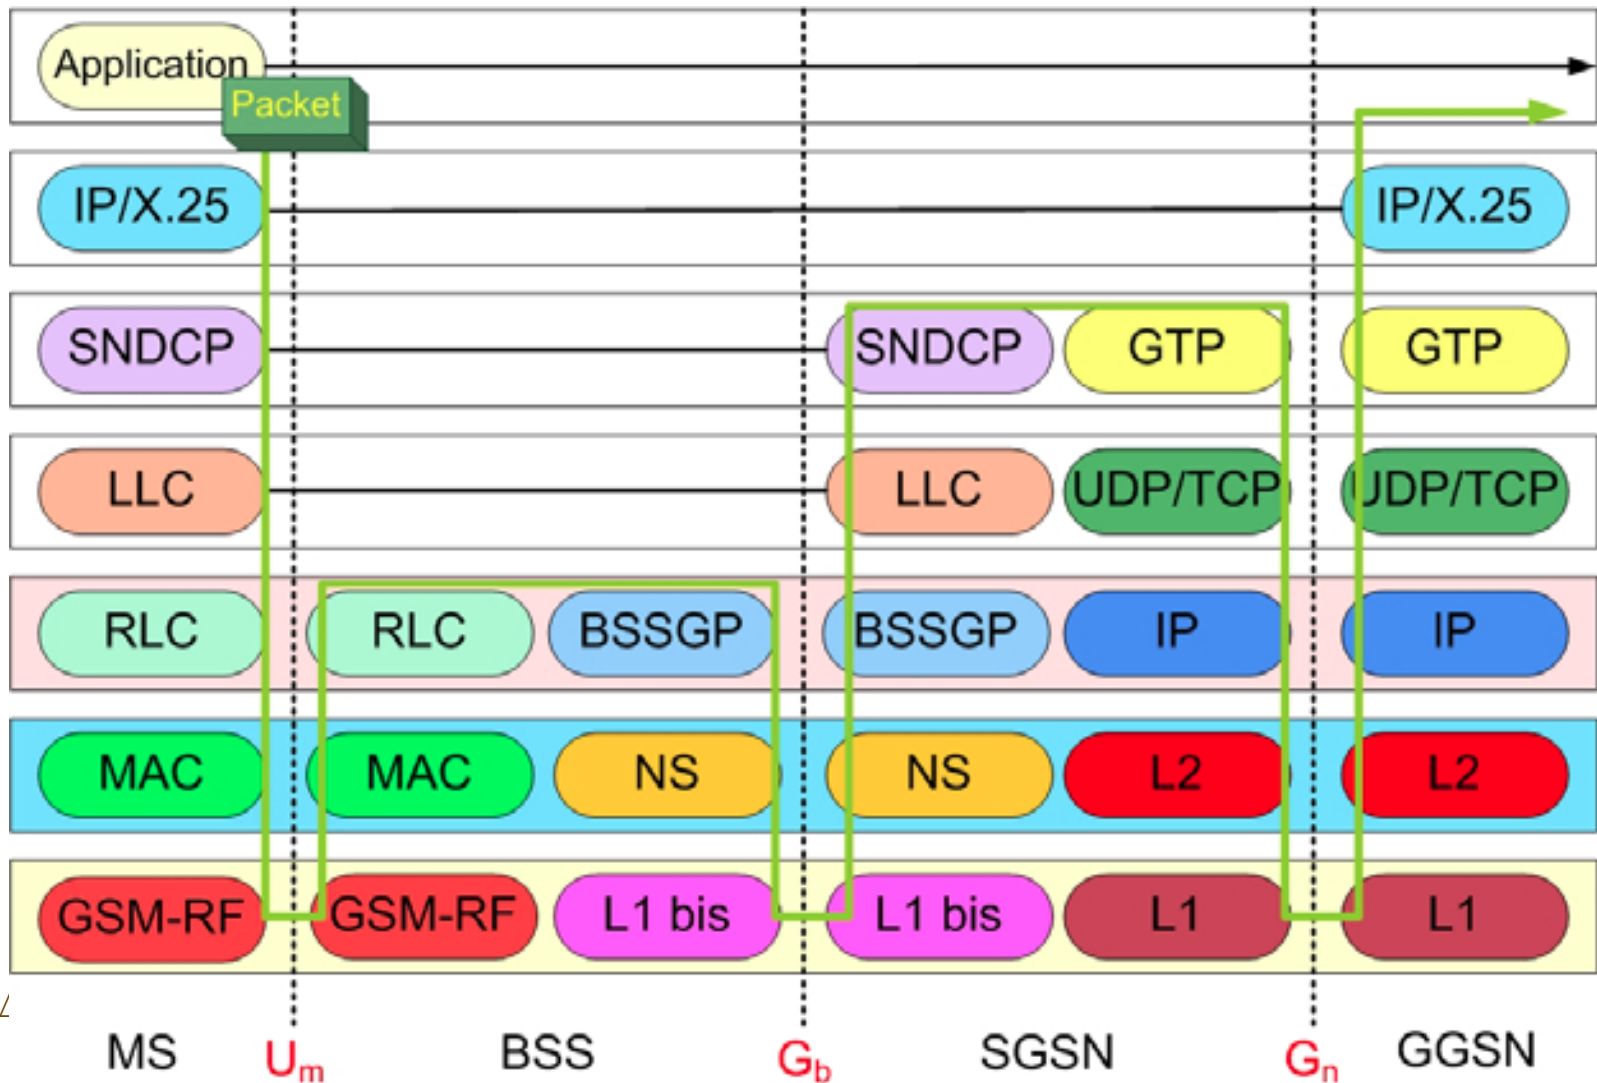 Application
Packet
IP/X.25 IP/X.25
SNDCP SNDCP GTP GTP
LLC LLC UDP/TCP UDP/TCP
RLC RLC BSSGP BSSGP IP IP
MAC MAC NS NS L2 L2
GSM-RF GSM-RF L1 bis L1 bis L1 L1
MS Um BSS Gb SGSN Gn GGSN